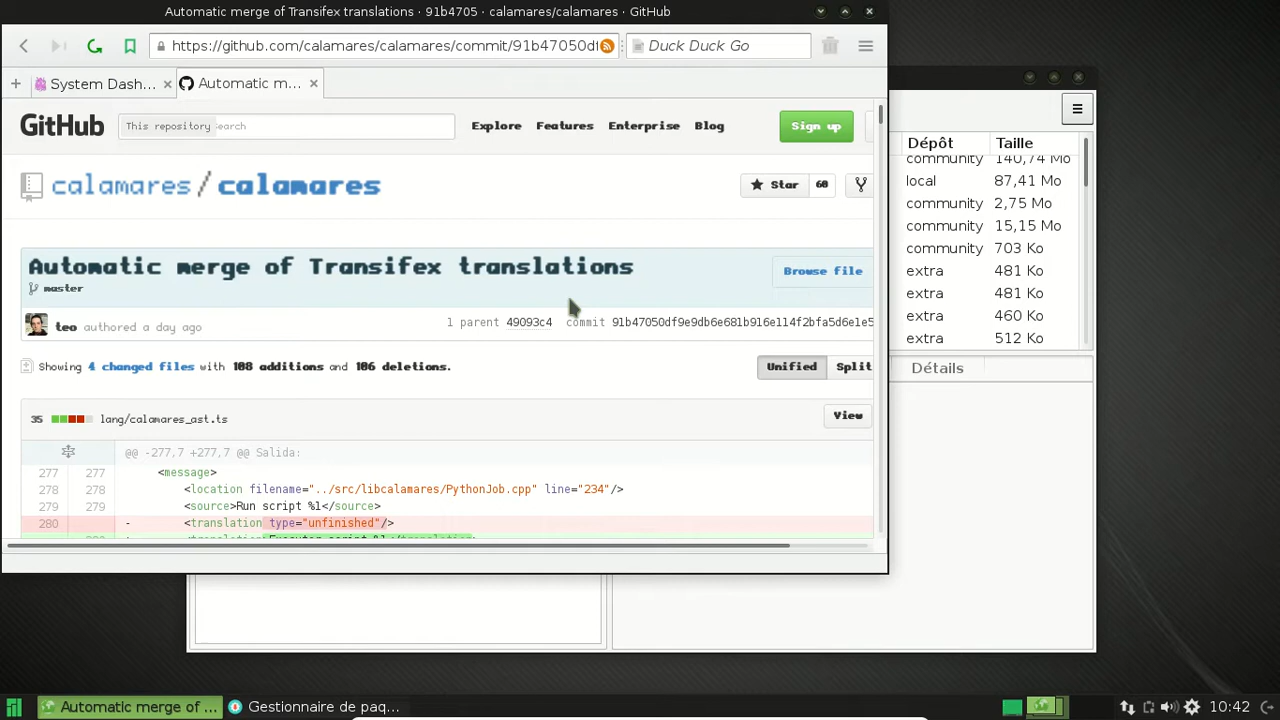 Automatic merge of Transifex translations · 91b4705 · calamares/calamares · GitHub
https://github.com/calamares/calamares/commit/91b47050df
Duck Duck Go
System Dash...
Automatic m...
GitHub
This repository
Search
Explore
Features
Enterprise
Blog
Sign up
calamares/calamares
Star 60
Automatic merge of Transifex translations
Browse file
master
teo authored a day ago
1 parent 49093c4 commit 91b47050df9e9db6e681b916e114f2bfa5d6e1e5
Showing 4 changed files with 108 additions and 106 deletions.
Unified
Split
35
lang/calamares_ast.ts
View
@@ -277,7 +277,7 @@ Salida:
277 277 <message>
278 278 <location filename="../src/libcalamares/PythonJob.cpp" line="234"/>
279 279 <source>Run script %1</source>
280 - <translation type="unfinished"/>
Dépôt Taille
community 140,74 Mo
local 87,41 Mo
community 2,75 Mo
community 15,15 Mo
community 703 Ko
extra 481 Ko
extra 481 Ko
extra 460 Ko
extra 512 Ko
Détails
Automatic merge of ...
Gestionnaire de paq...
10:42